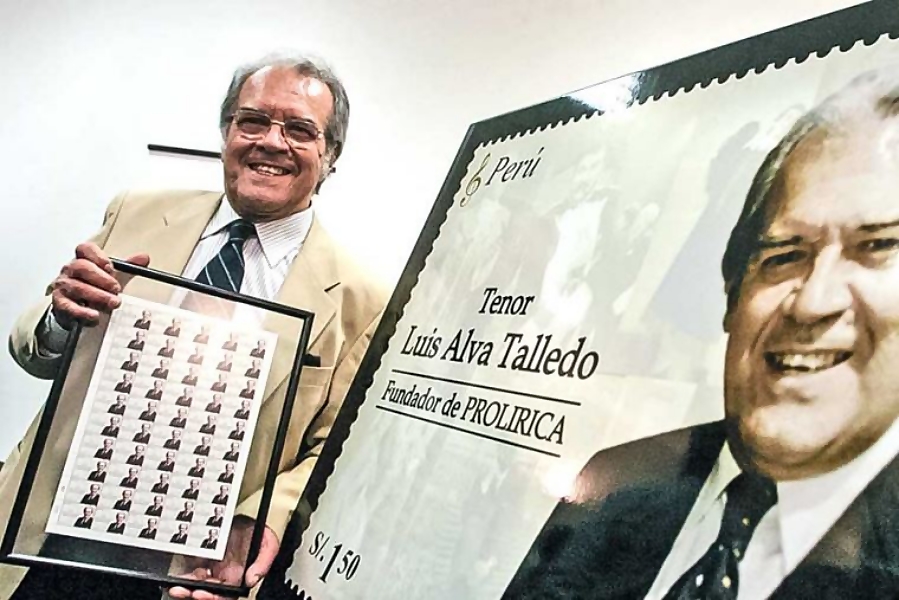 Perú
Tenor
Luis Alva Talledo
Fundador de PROLIRICA
S/. 1.50